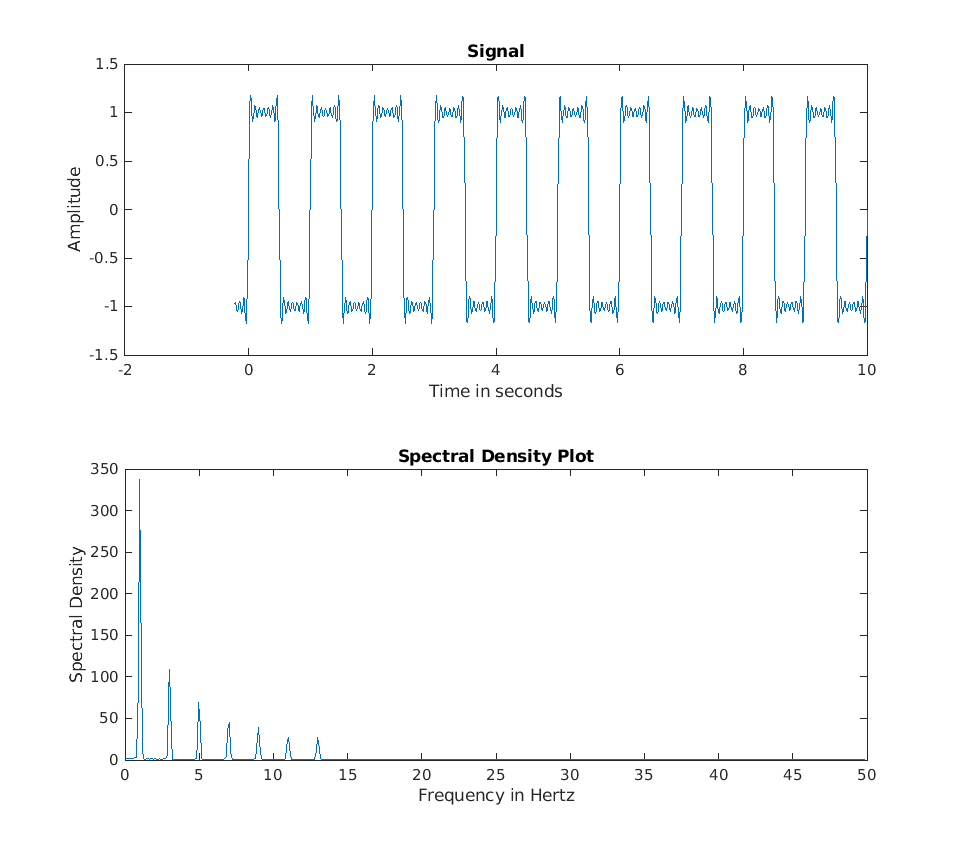 Signal
1.5
1
0.5
0
-0.5
-1
-1.5
Amplitude
-2 0 2 4 6 8 10
Time in seconds
Spectral Density Plot
350
300
250
200
150
100
50
0
Spectral Density
0 5 10 15 20 25 30 35 40 45 50
Frequency in Hertz